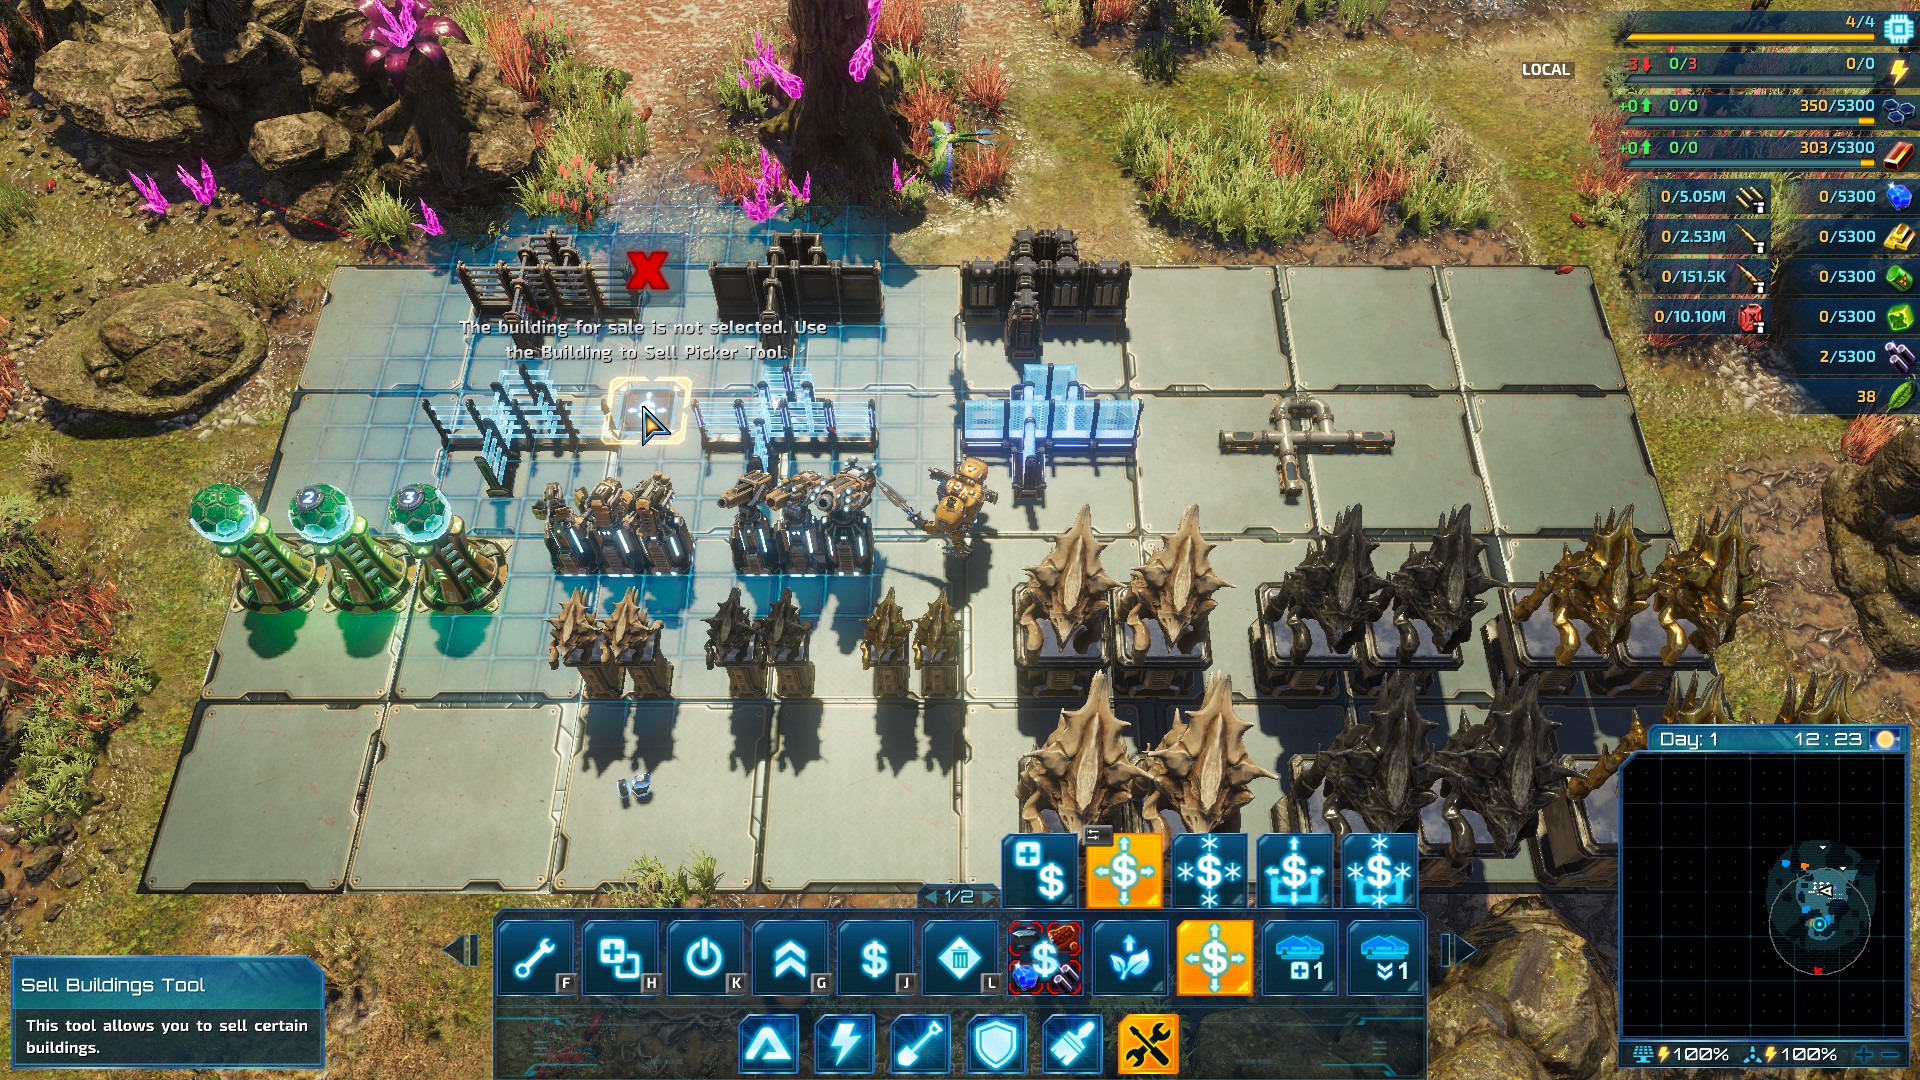 4/4
LOCAL
-3 0/3 0/0
+0 0/0 350/5300
+0 0/0 303/5300
0/5.05M 0/5300
0/2.53M 0/5300
0/151.5K 0/5300
0/10.10M 0/5300
2/5300
38
X
The building for sale is not selected. Use
the Building to Sell Picker Tool.
2 3
Day: 1 12:23
1/2
F H K G J L 1 1
Sell Buildings Tool
This tool allows you to sell certain
buildings.
100% 100%